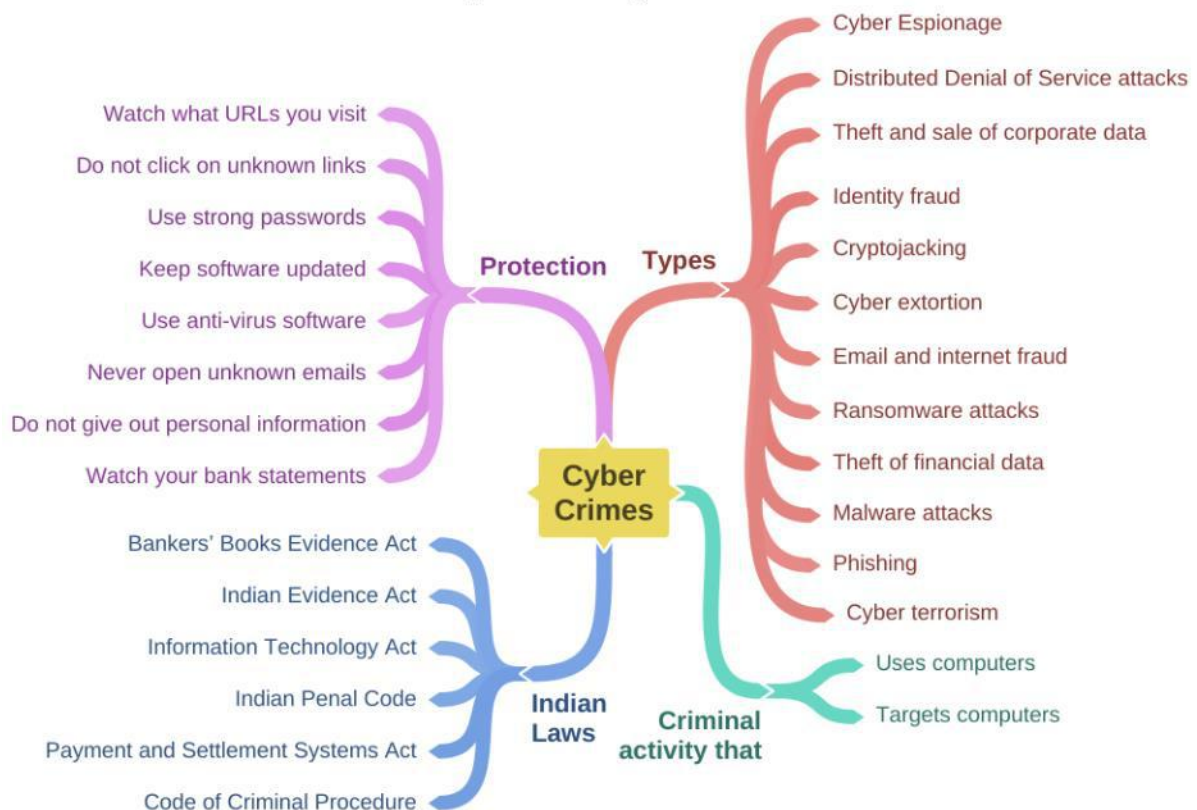 Cyber
Crimes
Protection
Watch what URLs you visit
Do not click on unknown links
Use strong passwords
Keep software updated
Use anti-virus software
Never open unknown emails
Do not give out personal information
Watch your bank statements
Types
Cyber Espionage
Distributed Denial of Service attacks
Theft and sale of corporate data
Identity fraud
Cryptojacking
Cyber extortion
Email and internet fraud
Ransomware attacks
Theft of financial data
Malware attacks
Phishing
Cyber terrorism
Indian
Laws
Bankers’ Books Evidence Act
Indian Evidence Act
Information Technology Act
Indian Penal Code
Payment and Settlement Systems Act
Code of Criminal Procedure
Criminal
activity that
Uses computers
Targets computers